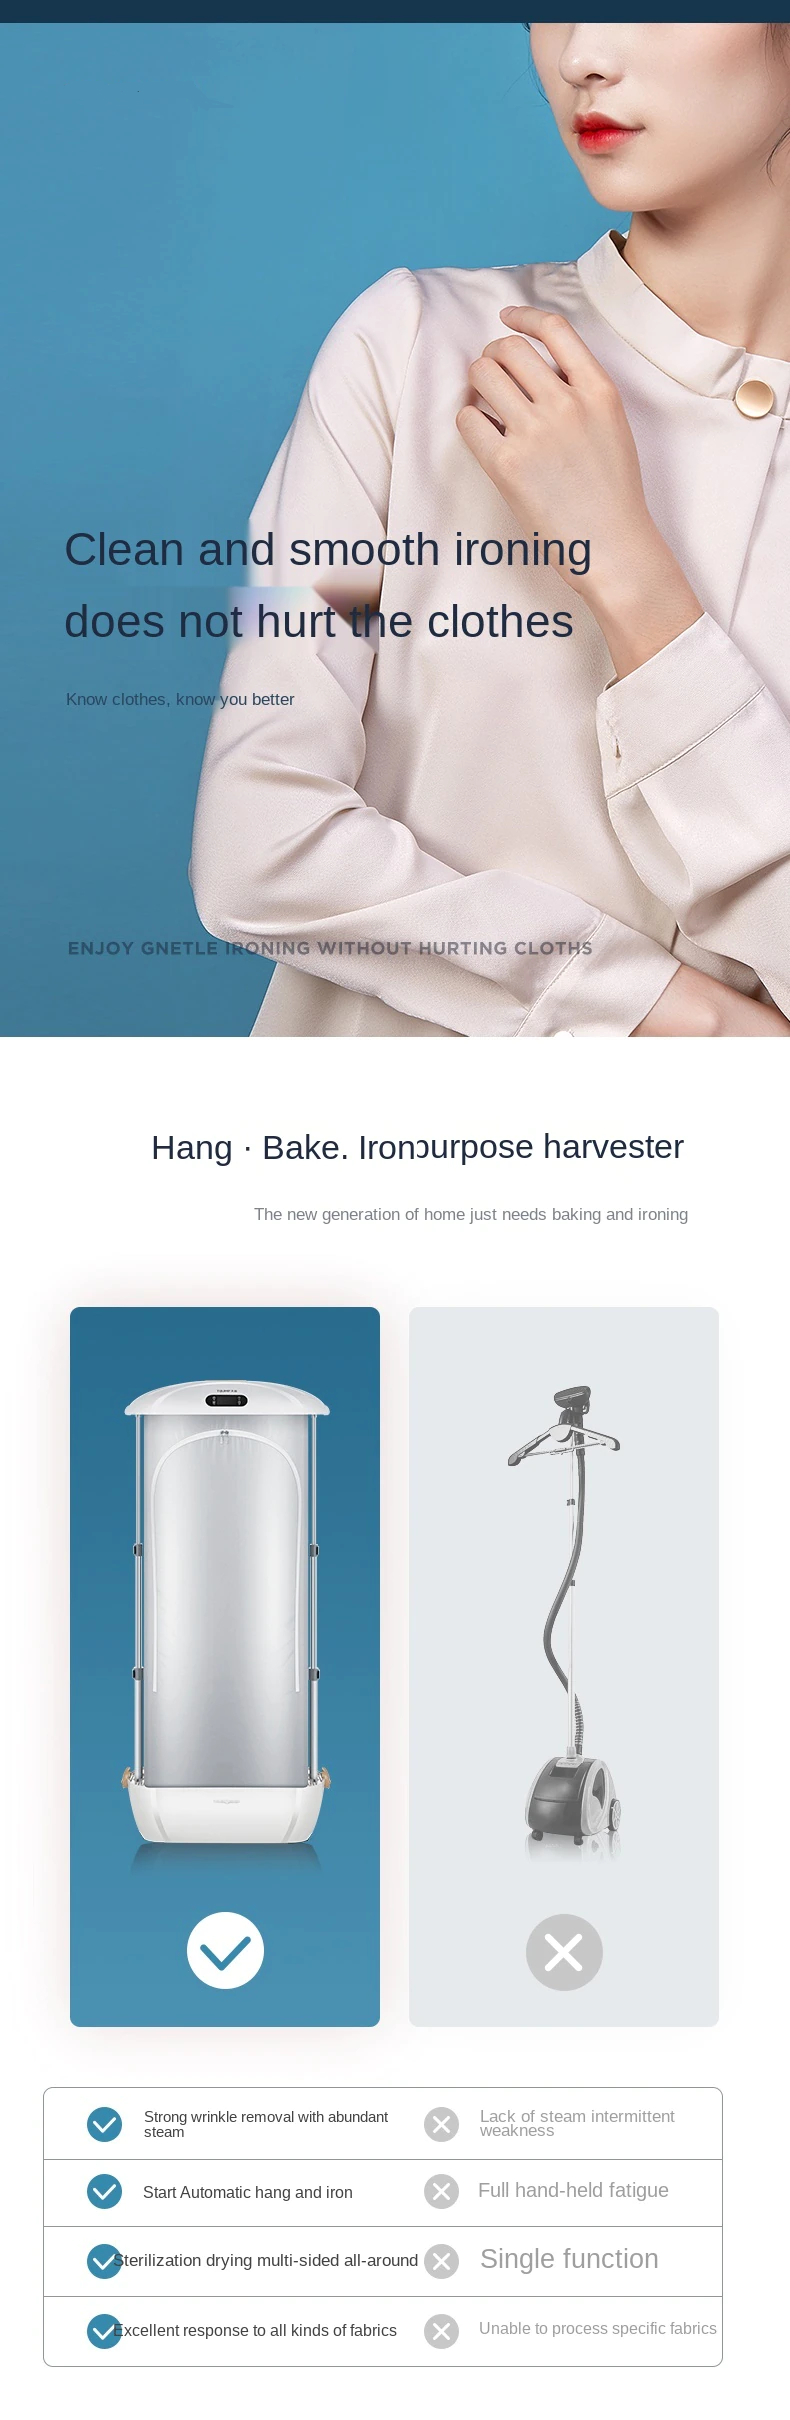 Clean and smooth ironing
does not hurt the clothes
Know clothes, know you better
ENJOY GNETLE IRONING WITHOUT HURTING CLOTHS
Hang · Bake. Iron purpose harvester
The new generation of home just needs baking and ironing
Strong wrinkle removal with abundant
steam
Lack of steam intermittent
weakness
Start Automatic hang and iron
Full hand-held fatigue
Sterilization drying multi-sided all-around
Single function
Excellent response to all kinds of fabrics
Unable to process specific fabrics